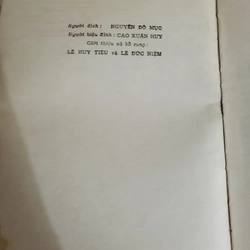 Người dịch : NGUYỄN ĐỖ MỤC
Người hiệu đính : CAO XUÂN HUY
Giới thiệu và bổ sung :
LÊ HUY TIÊU và LÊ ĐỨC NIỆM